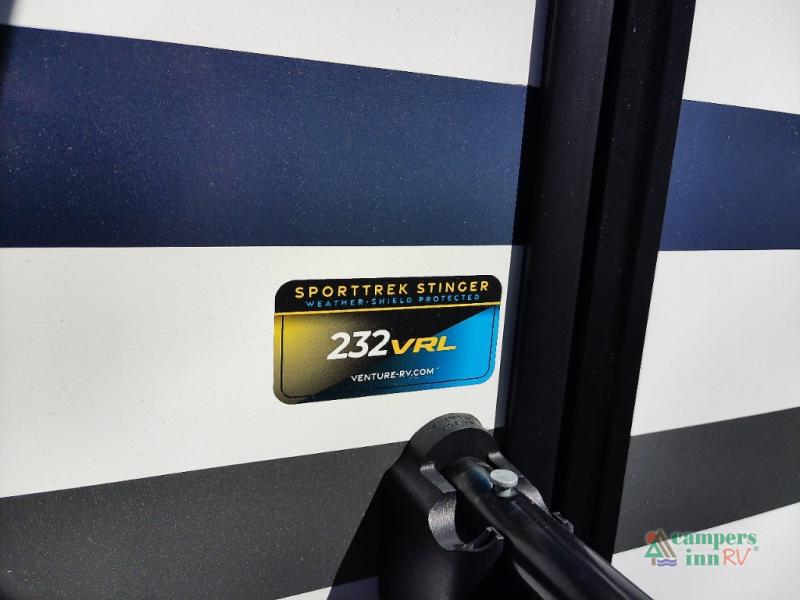 SPORTTREK STINGER
WEATHER-SHIELD PROTECTED
232VRL
VENTURE-RV.COM
campers
inn RV®